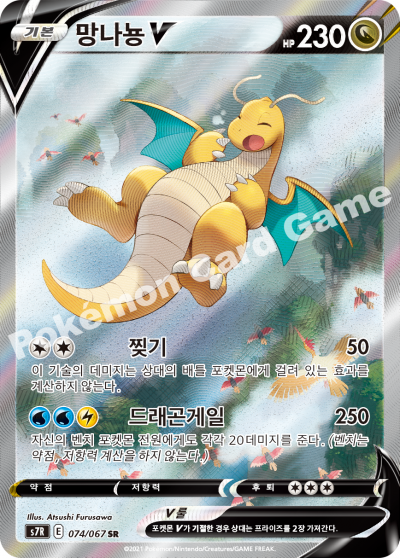 기본 망나뇽 V HP 230
Pokémon Card Game
찢기 50
이 기술의 데미지는 상대의 배틀 포켓몬에게 걸려 있는 효과를
계산하지 않는다.
드래곤게일 250
자신의 벤치 포켓몬 전원에게도 각각 20데미지를 준다. (벤치는
약점, 저항력 계산을 하지 않는다.)
약점 저항력 후퇴
Illus. Atsushi Furusawa
V룰
s7R E 074/067 SR
포켓몬 V가 기절한 경우 상대는 프라이즈를 2장 가져간다.
©2021 Pokémon/Nintendo/Creatures/GAME FREAK.